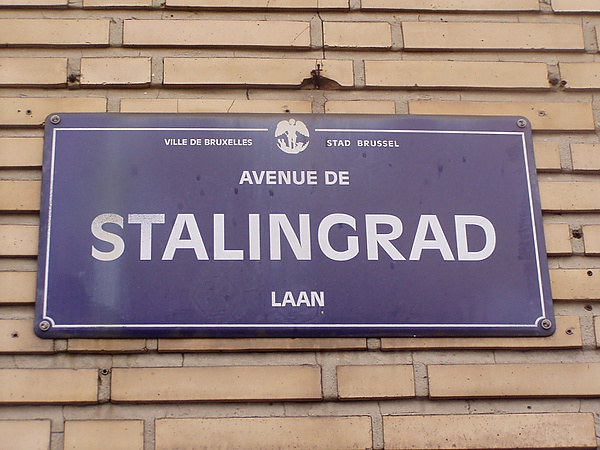 VILLE DE BRUXELLES STAD BRUSSEL
AVENUE DE
STALINGRAD
LAAN